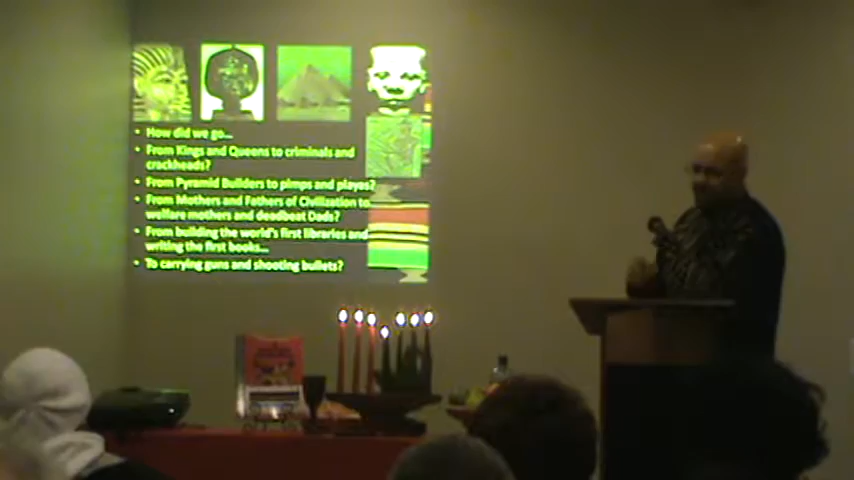 • How did we go...
• From Kings and Queens to criminals and
crackheads?
• From Pyramid Builders to pimps and playes?
• From Mothers and Fathers of Civilization to
welfare mothers and deadbeat Dads?
• From building the world's first libraries and
writing the first books...
• To carrying guns and shooting bullets?